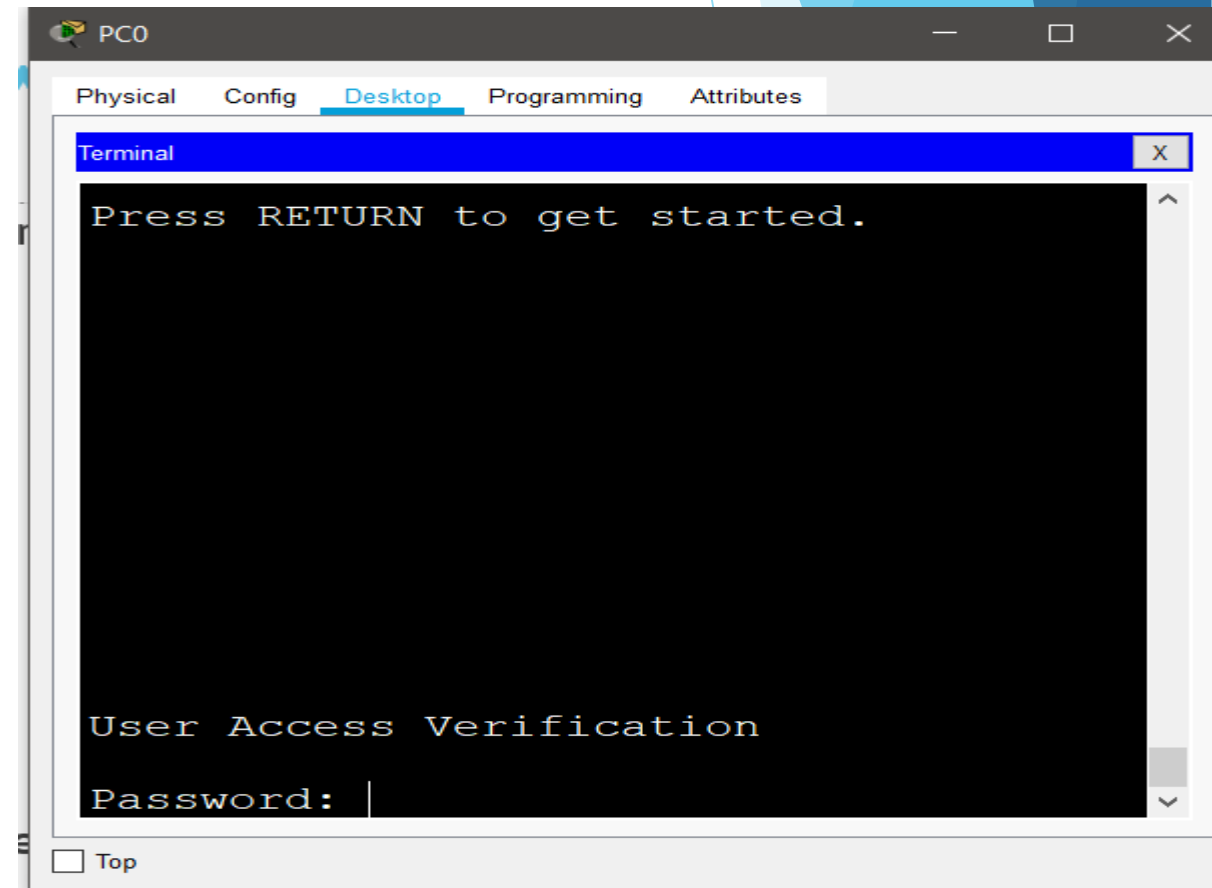 PC0
Physical Config Desktop Programming Attributes
Terminal X
Press RETURN to get started.
User Access Verification
Password:
Top